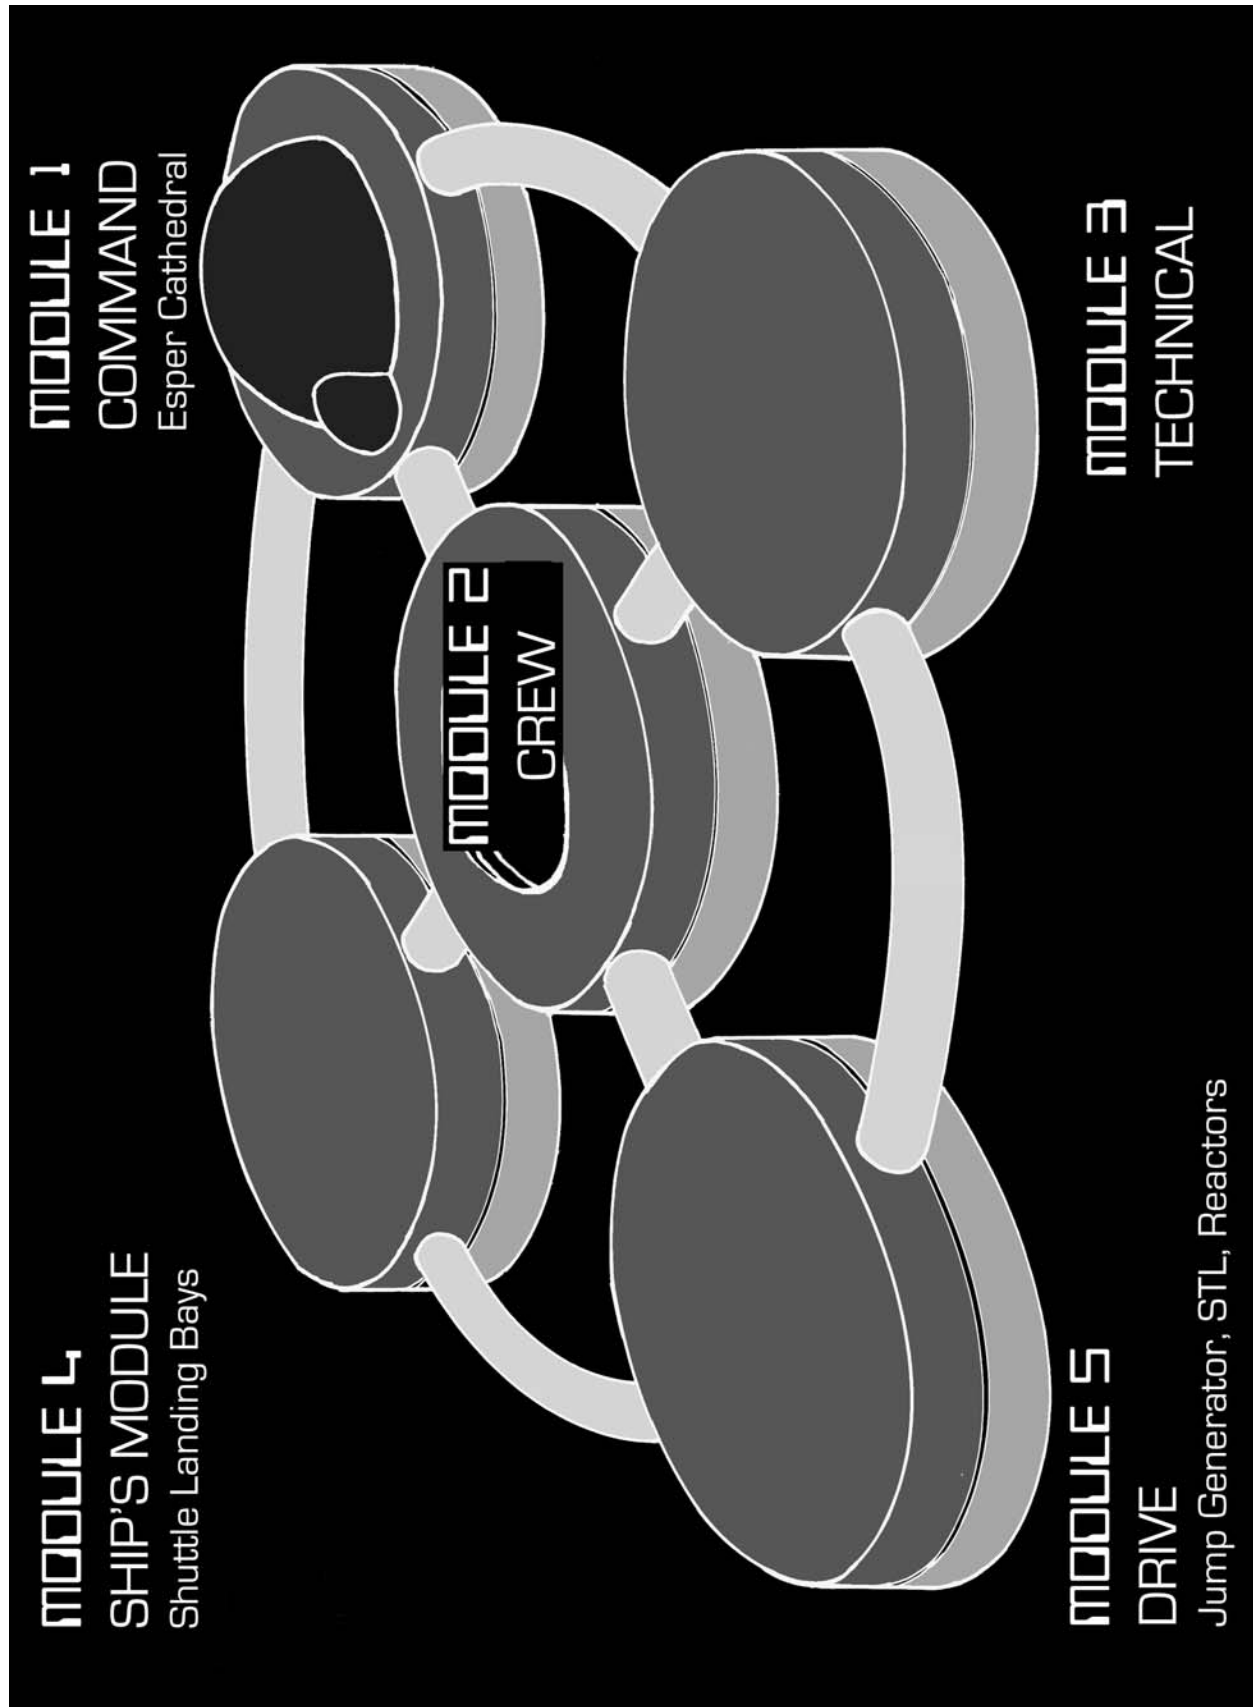 MODULE 4
SHIP'S MODULE
Shuttle Landing Bays
MODULE 1
COMMAND
Esper Cathedral
MODULE 2
CREW
MODULE 5
DRIVE
Jump Generator, STL, Reactors
MODULE 3
TECHNICAL